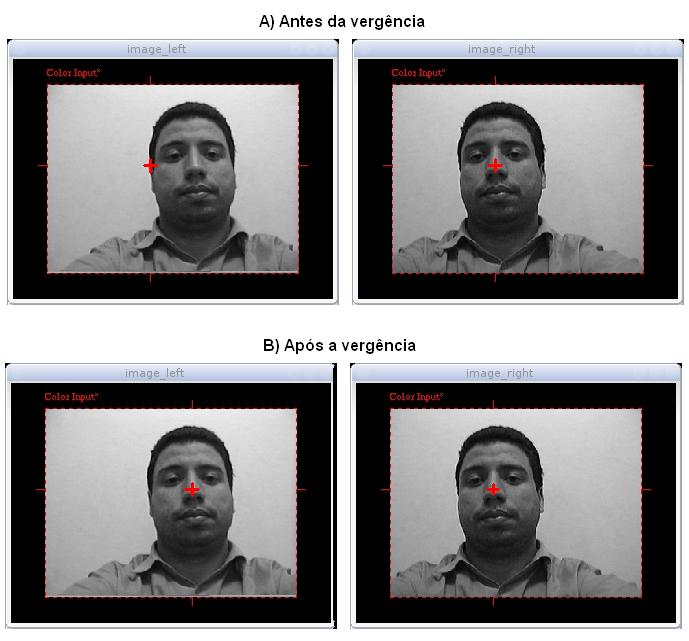 A) Antes da vergência
image_left
image_right
Color Input*
Color Input*
B) Após a vergência
image_left
image_right
Color Input*
Color Input*